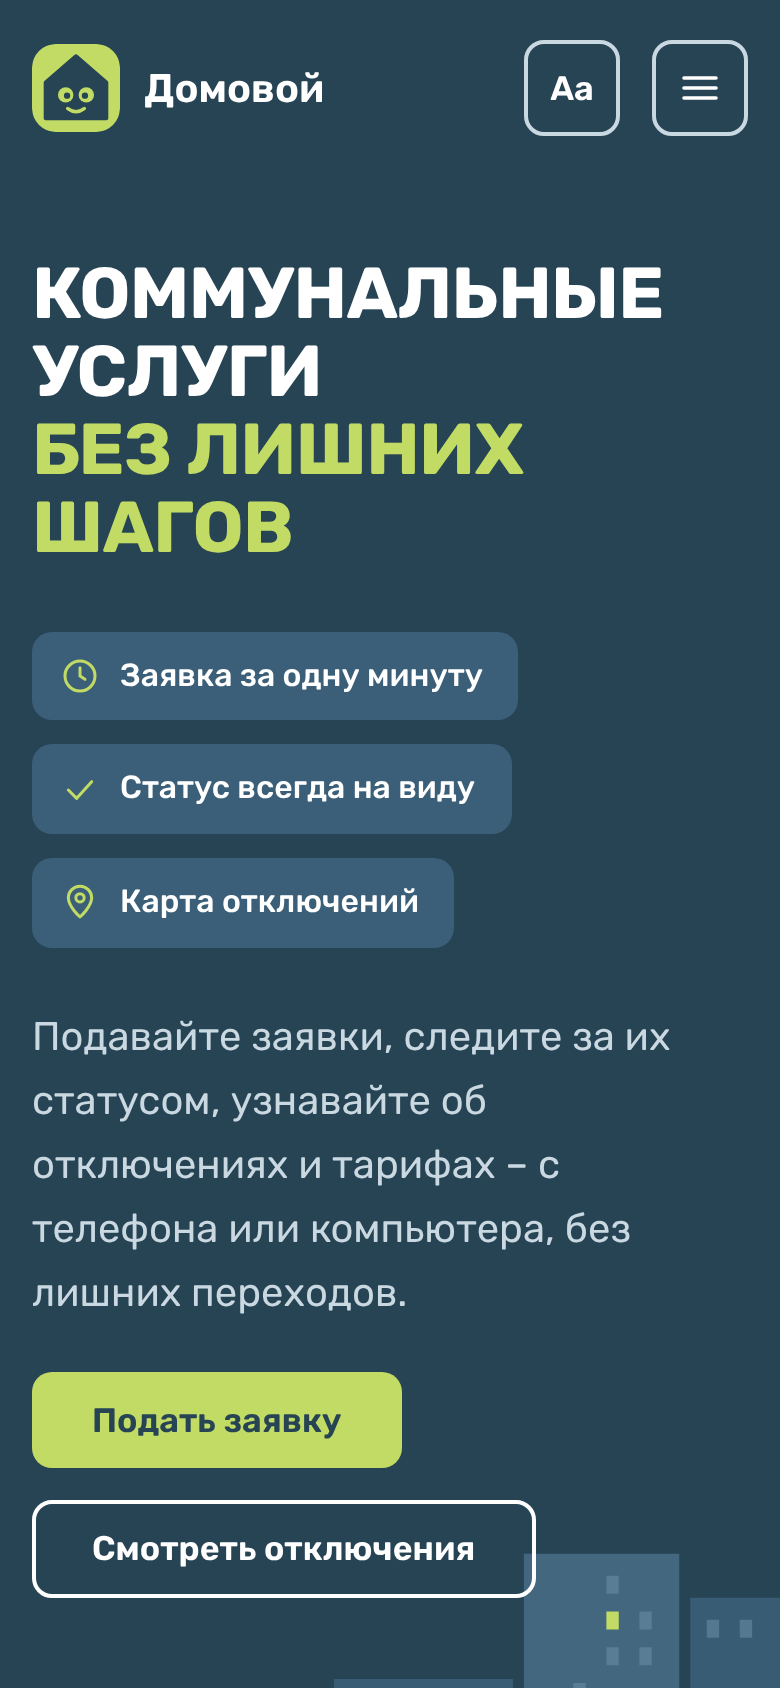 Домовой
Aa
КОММУНАЛЬНЫЕ
УСЛУГИ
БЕЗ ЛИШНИХ
ШАГОВ
Заявка за одну минуту
Статус всегда на виду
Карта отключений
Подавайте заявки, следите за их
статусом, узнавайте об
отключениях и тарифах – с
телефона или компьютера, без
лишних переходов.
Подать заявку
Смотреть отключения